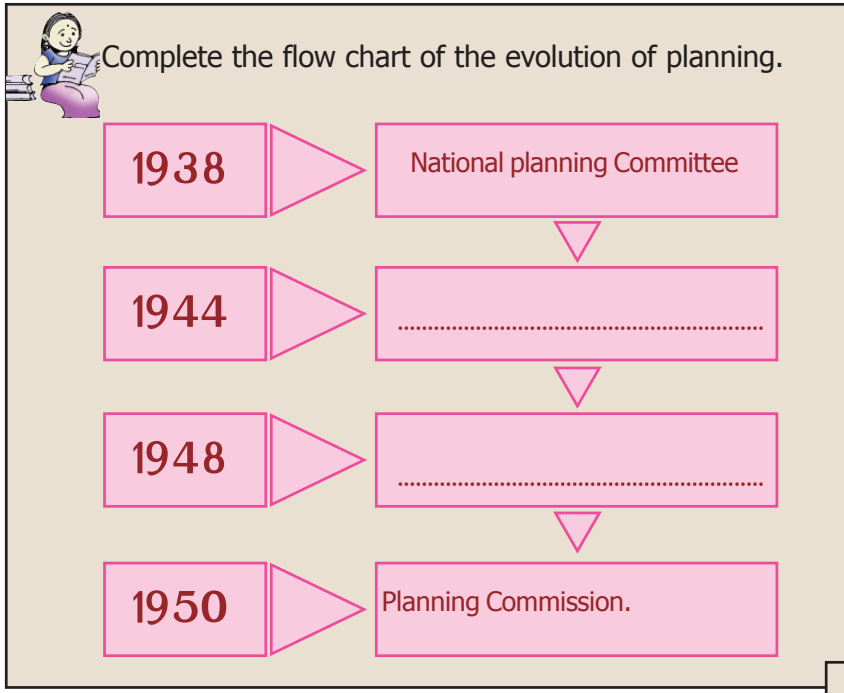 Complete the flow chart of the evolution of planning.
1938
National planning Committee
1944
.............................................................
1948
.............................................................
1950
Planning Commission.